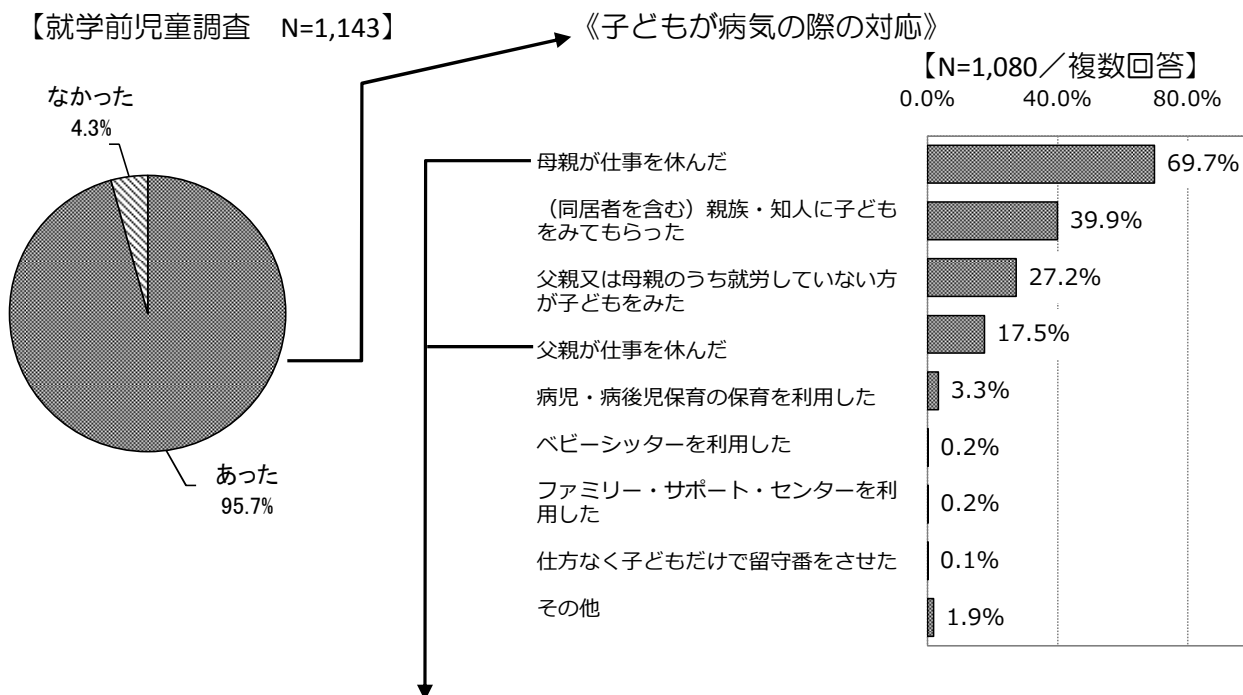 【就学前児童調査　N=1,143】
《子どもが病気の際の対応》
【N=1,080／複数回答】
0.0% 40.0% 80.0%
なかった
4.3%
あった
95.7%
母親が仕事を休んだ 69.7%
（同居者を含む）親族・知人に子ども
をみてもらった 39.9%
父親又は母親のうち就労していない方
が子どもをみた 27.2%
父親が仕事を休んだ 17.5%
病児・病後児保育の保育を利用した 3.3%
ベビーシッターを利用した 0.2%
ファミリー・サポート・センターを利
用した 0.2%
仕方なく子どもだけで留守番をさせた 0.1%
その他 1.9%